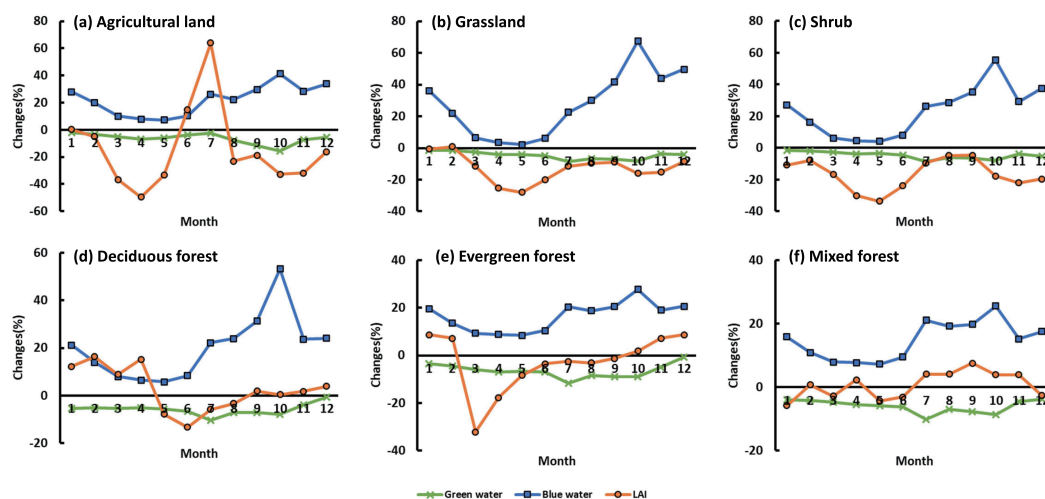 (a) Agricultural land
80
60
40
20
0
-20
-40
-60
Changes(%)
1 2 3 4 5 6 7 8 9 10 11 12
Month
(b) Grassland
80
60
40
20
0
-20
-40
Changes(%)
1 2 3 4 5 6 7 8 9 10 11 12
Month
(c) Shrub
80
60
40
20
0
-20
-40
Changes(%)
1 2 3 4 5 6 7 8 9 10 11 12
Month
(d) Deciduous forest
60
40
20
0
-20
Changes(%)
1 2 3 4 5 6 7 8 9 10 11 12
Month
(e) Evergreen forest
40
20
0
-20
-40
Changes(%)
1 2 3 4 5 6 7 8 9 10 11 12
Month
(f) Mixed forest
40
20
0
-20
Changes(%)
1 2 3 4 5 6 7 8 9 10 11 12
Month
Green water Blue water LAI